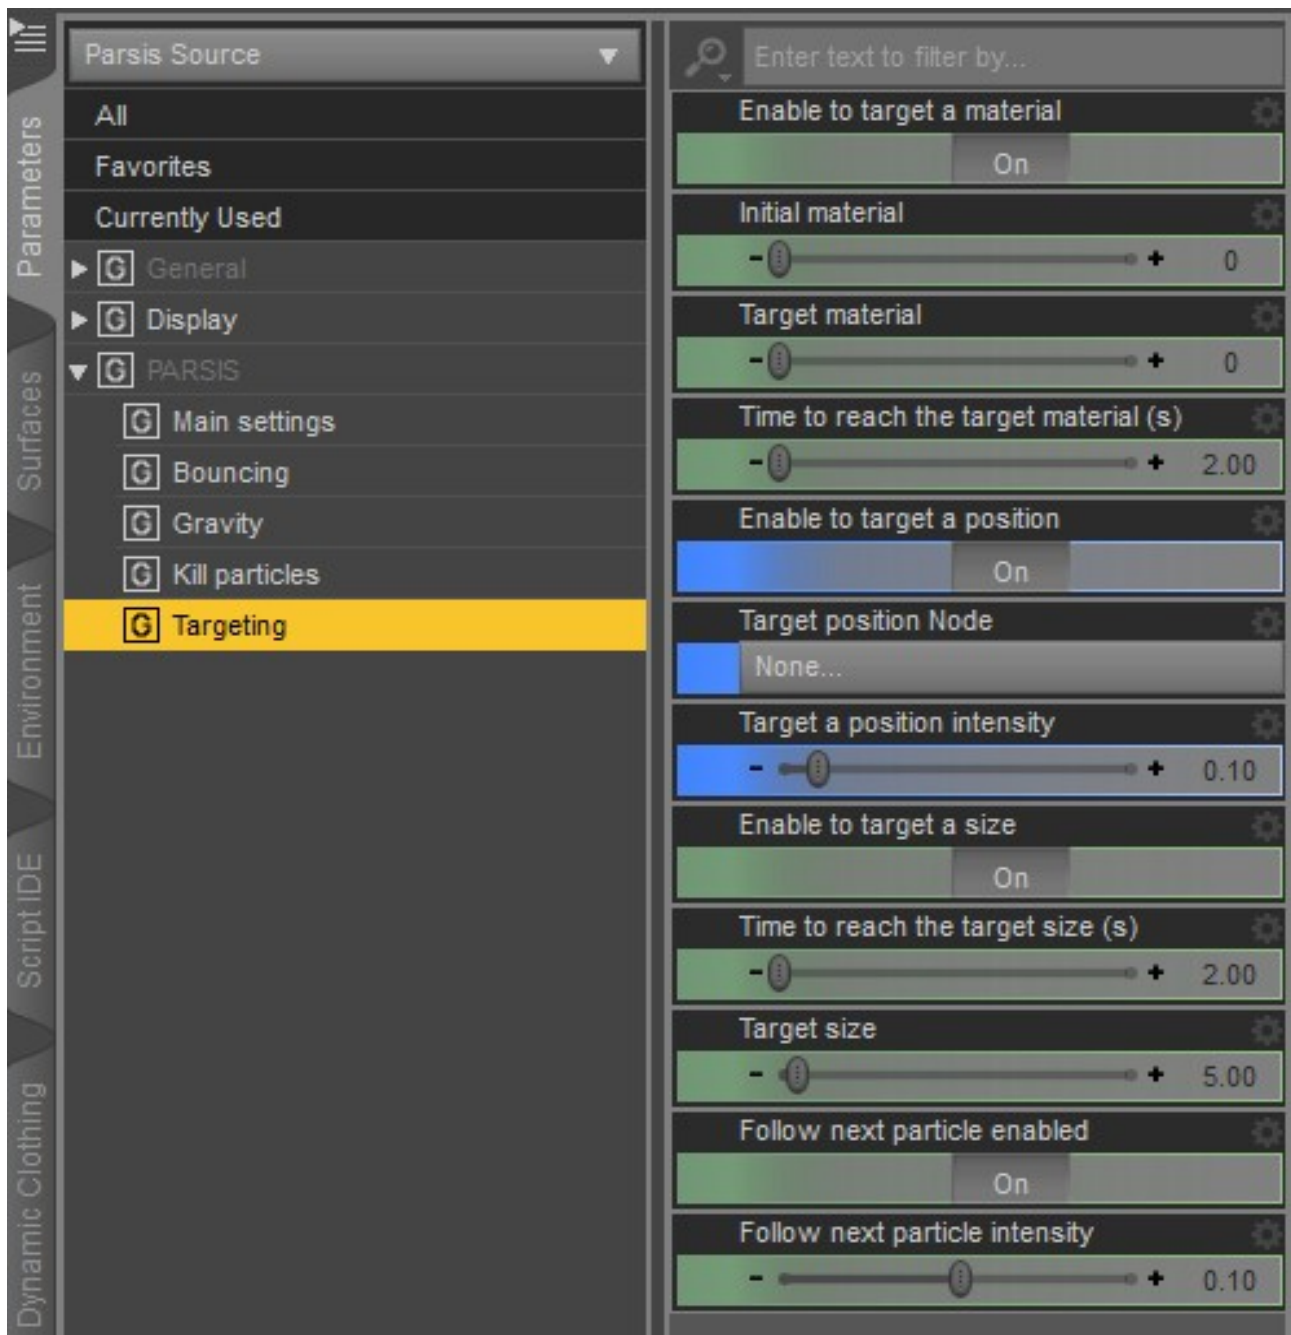 Parameters
Surfaces
Environment
Script IDE
Dynamic Clothing
Parsis Source
All
Favorites
Currently Used
G General
G Display
G PARSIS
G Main settings
G Bouncing
G Gravity
G Kill particles
G Targeting
Enter text to filter by...
Enable to target a material
On
Initial material
- + 0
Target material
- + 0
Time to reach the target material (s)
- + 2.00
Enable to target a position
On
Target position Node
None...
Target a position intensity
- + 0.10
Enable to target a size
On
Time to reach the target size (s)
- + 2.00
Target size
- + 5.00
Follow next particle enabled
On
Follow next particle intensity
- + 0.10